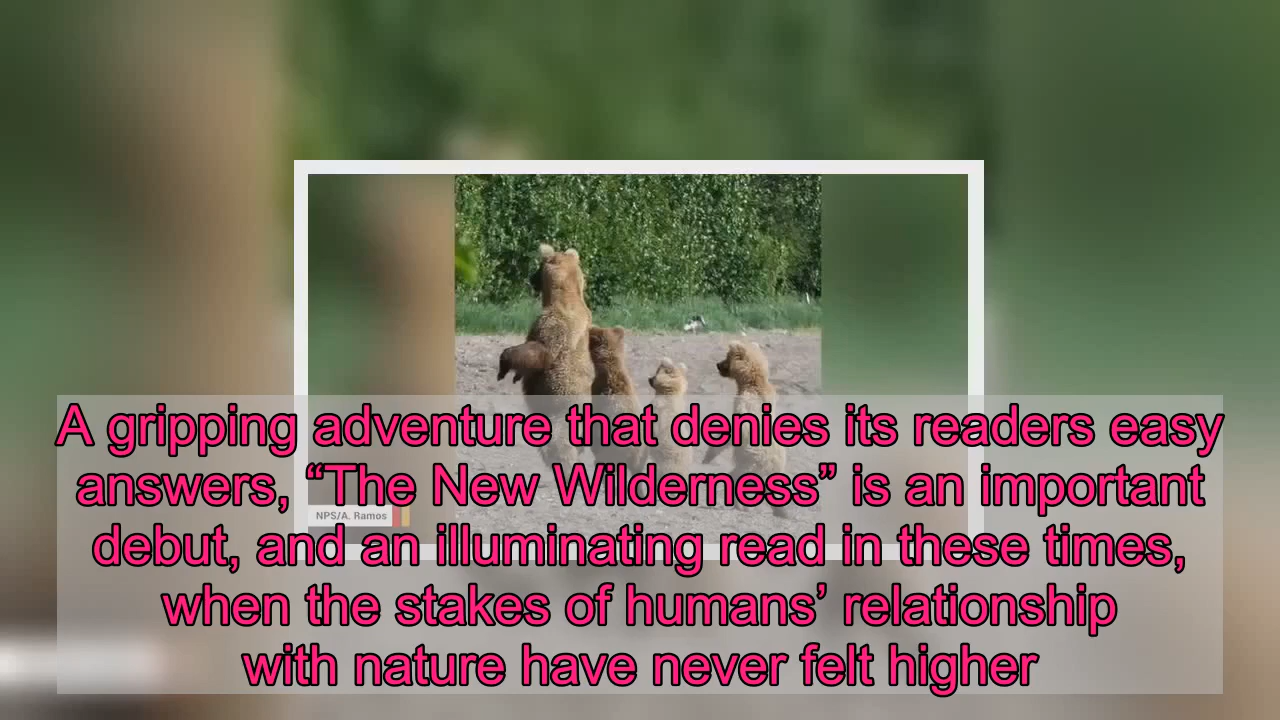 A gripping adventure that denies its readers easy
answers, “The New Wilderness” is an important
NPS/A. Ramos
debut, and an illuminating read in these times,
when the stakes of humans’ relationship
with nature have never felt higher